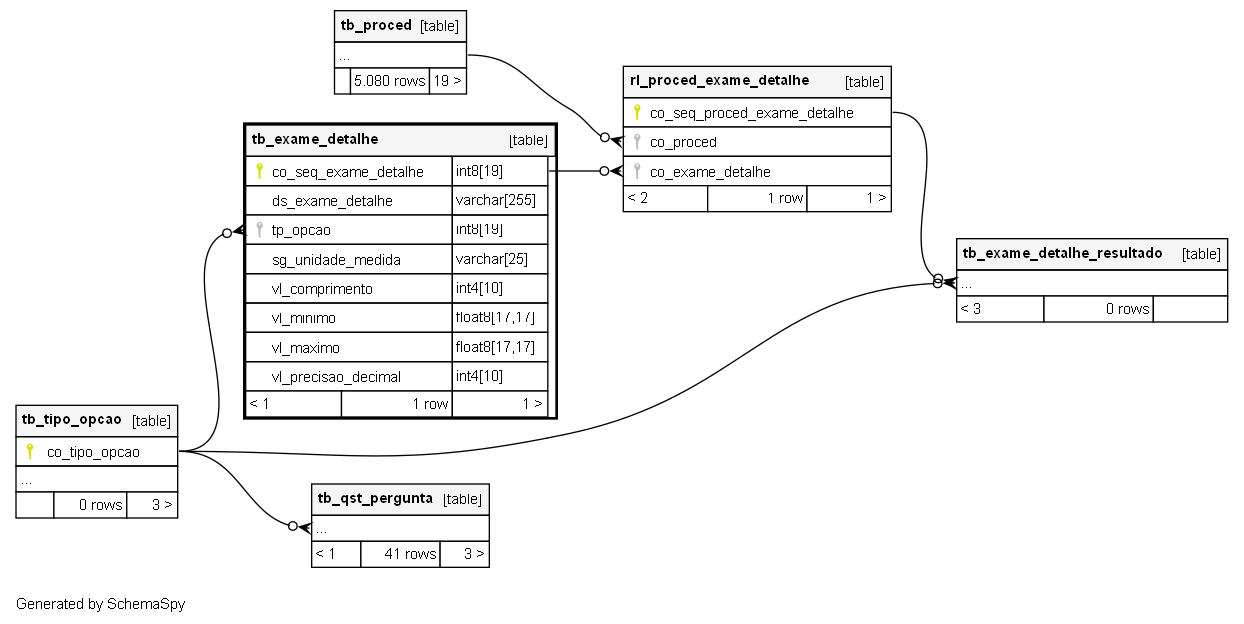 tb_proced [table]
...
5.080 rows 19 >
rl_proced_exame_detalhe [table]
co_seq_proced_exame_detalhe
co_proced
co_exame_detalhe
< 2 1 row 1 >
tb_exame_detalhe [table]
co_seq_exame_detalhe int8[19]
ds_exame_detalhe varchar[255]
tp_opcao int8[19]
sg_unidade_medida varchar[25]
vl_comprimento int4[10]
vl_minimo float8[17,17]
vl_maximo float8[17,17]
vl_precisao_decimal int4[10]
< 1 1 row 1 >
tb_exame_detalhe_resultado [table]
...
< 3 0 rows
tb_tipo_opcao [table]
co_tipo_opcao
...
0 rows 3 >
tb_qst_pergunta [table]
...
< 1 41 rows 3 >
Generated by SchemaSpy